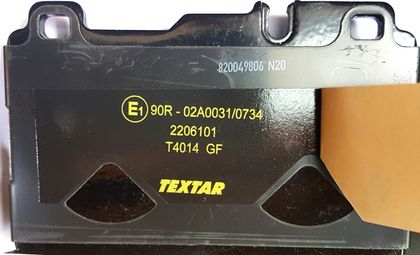 820049806 N20
E1 90R - 02A0031/0734
2206101
T4014 GF
TEXTAR